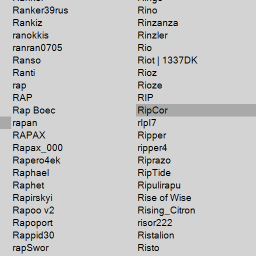 Ranker39rus
Rankiz
ranokkis
ranran0705
Ranso
Ranti
rap
RAP
Rap Boec
rapan
RAPAX
Rapax_000
Rapero4ek
Raphael
Raphet
Rapirskyi
Rapoo v2
Rapoport
Rappid30
rapSwor
Rino
Rinzanza
Rinzler
Rio
Riot | 1337DK
Rioz
Rioze
RIP
RipCor
Ripper
ripper4
Riprazo
RipTide
Ripulirapu
Rise of Wise
Rising_Citron
risor222
Ristalion
Risto